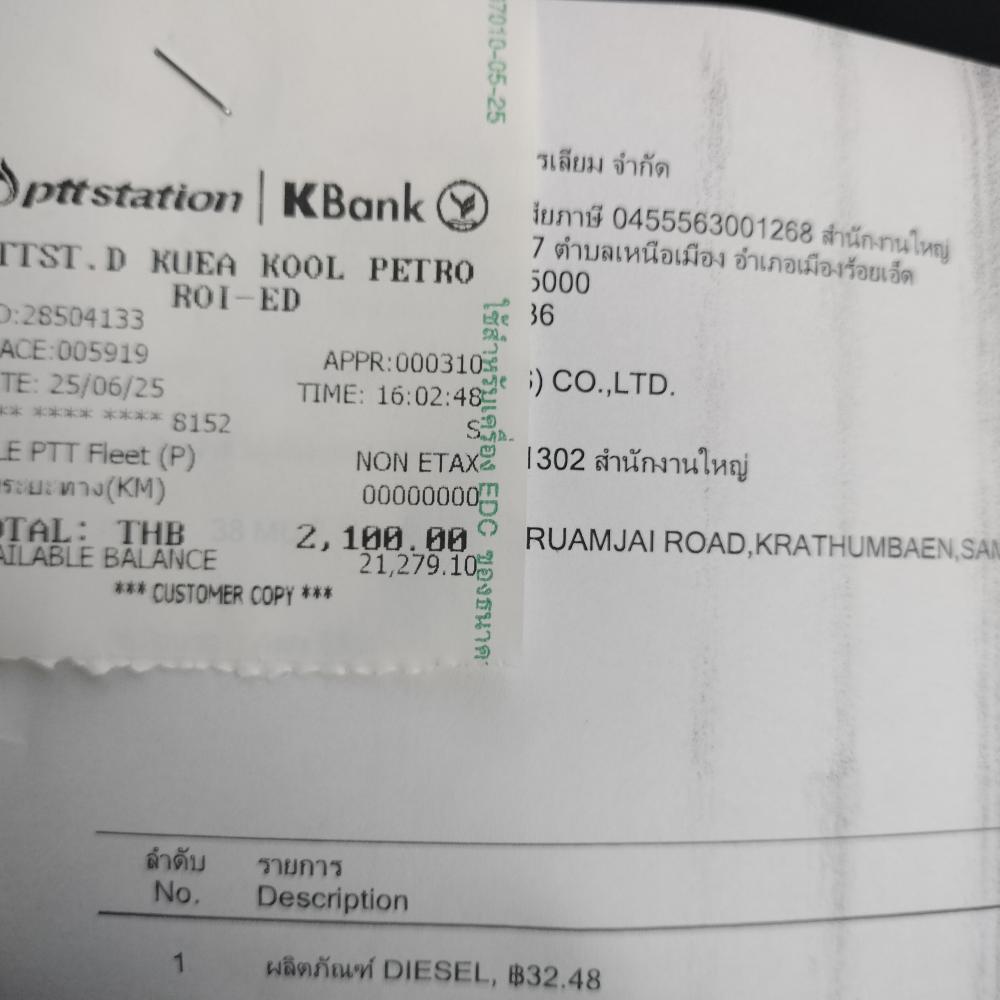 pttstation | KBank
TTST.D KUEA KOOL PETRO
ROI-ED
D:28504133
ACE:005919 APPR:000310
TE: 25/06/25 TIME: 16:02:48
** **** **** 8152 S
LE PTT Fleet (P) NON ETAX
ระยะทาง(KM) 00000000
OTAL: THB 2,100.00
AILABLE BALANCE 21,279.10
*** CUSTOMER COPY ***
7010-05-25
ใช้สำหรับเครื่อง EDC ของธนาค
รเลียม จำกัด
ียภาษี 0455563001268 สำนักงานใหญ่
7 ตำบลเหนือเมือง อำเภอเมืองร้อยเอ็ด
5000
36
) CO.,LTD.
1302 สำนักงานใหญ่
RUAMJAI ROAD,KRATHUMBAEN,SAM
ลำดับ รายการ
No. Description
1 ผลิตภัณฑ์ DIESEL, ฿32.48